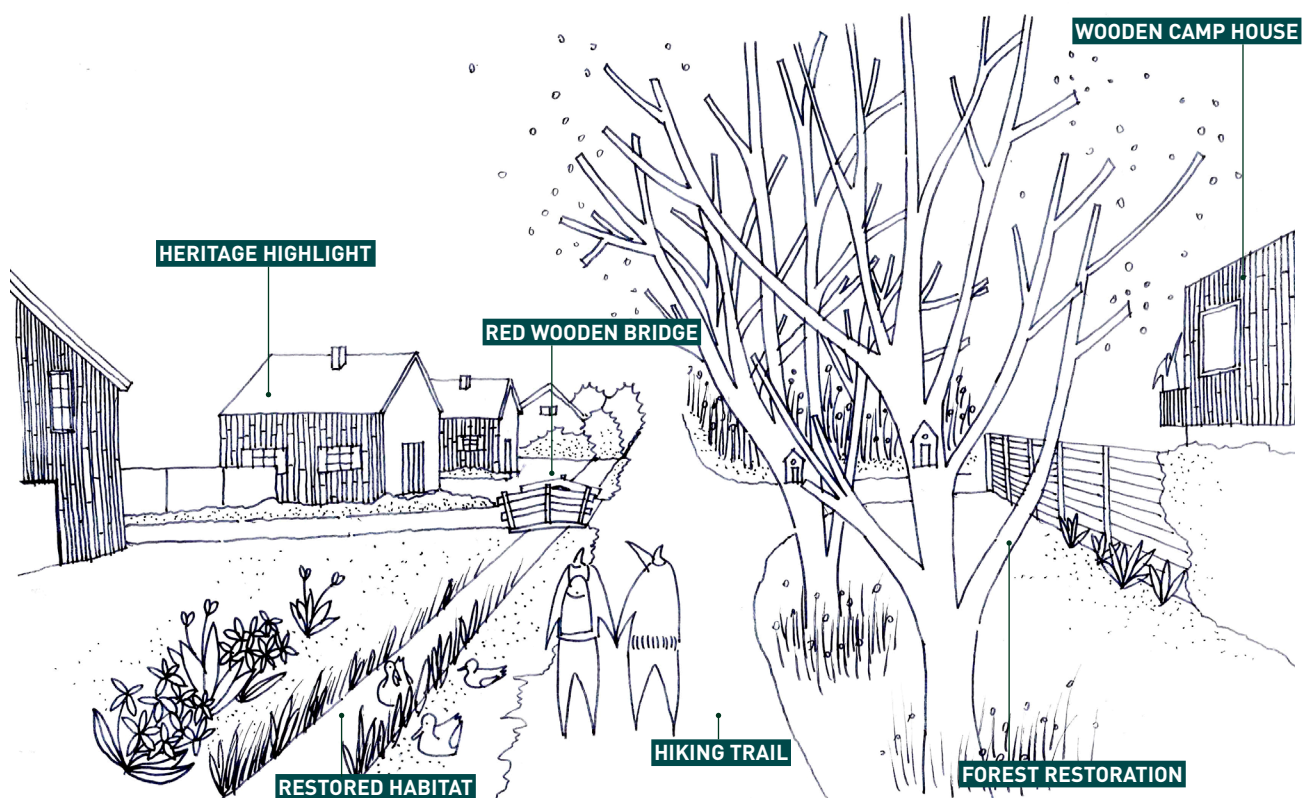 WOODEN CAMP HOUSE
HERITAGE HIGHLIGHT
RED WOODEN BRIDGE
HIKING TRAIL
FOREST RESTORATION
RESTORED HABITAT